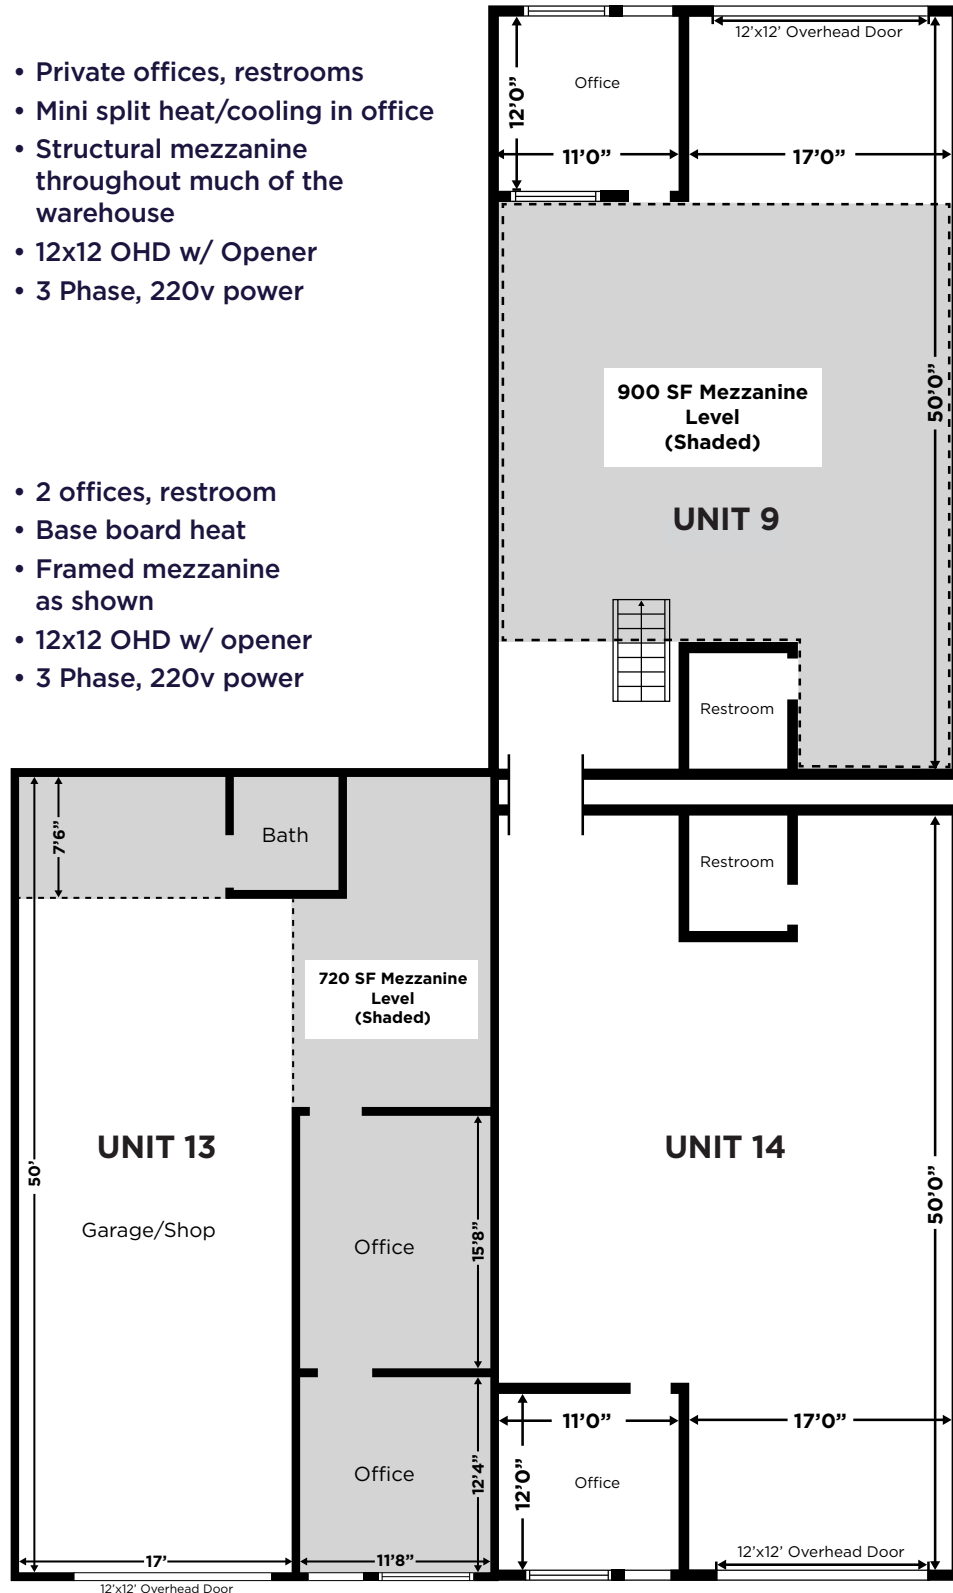 • Private offices, restrooms
• Mini split heat/cooling in office
• Structural mezzanine
throughout much of the
warehouse
• 12x12 OHD w/ Opener
• 3 Phase, 220v power
• 2 offices, restroom
• Base board heat
• Framed mezzanine
as shown
• 12x12 OHD w/ opener
• 3 Phase, 220v power
12’x12’ Overhead Door
Office
12’0”
11’0”
17’0”
50’0”
900 SF Mezzanine
Level
(Shaded)
UNIT 9
Restroom
7’6”
Bath
720 SF Mezzanine
Level
(Shaded)
UNIT 13
50’
Garage/Shop
Office
15’8”
Office
12’4”
17’
11’8”
12’x12’ Overhead Door
Restroom
UNIT 14
50’0”
11’0”
17’0”
12’0”
Office
12’x12’ Overhead Door